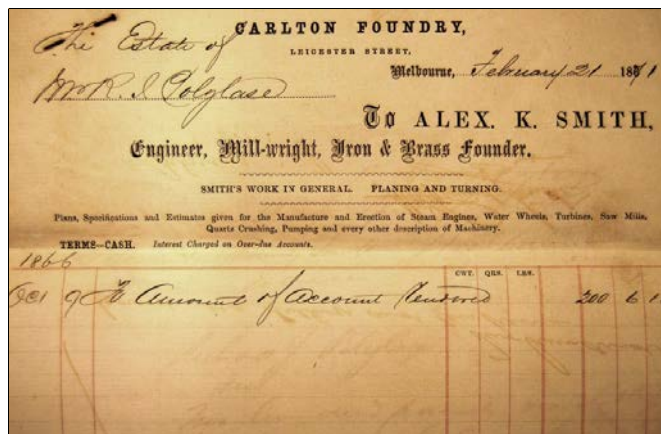 CARLTON FOUNDRY,
The Estate of
LEICESTER STREET,
Melbourne, February 21 1871
Mr R. I Polglase
To ALEX. K. SMITH,
Engineer, Mill-wright, Iron & Brass Founder.
SMITH'S WORK IN GENERAL. PLANING AND TURNING.
Plans, Specifications and Estimates given for the Manufacture and Erection of Steam Engines, Water Wheels, Turbines, Saw Mills,
Quartz Crushing, Pumping and every other description of Machinery.
TERMS—CASH. Interest Charged on Over-due Accounts.
1866
CWT. QRS. LBS.
Oct 9 To Amount of Account Rendered 200 6 1